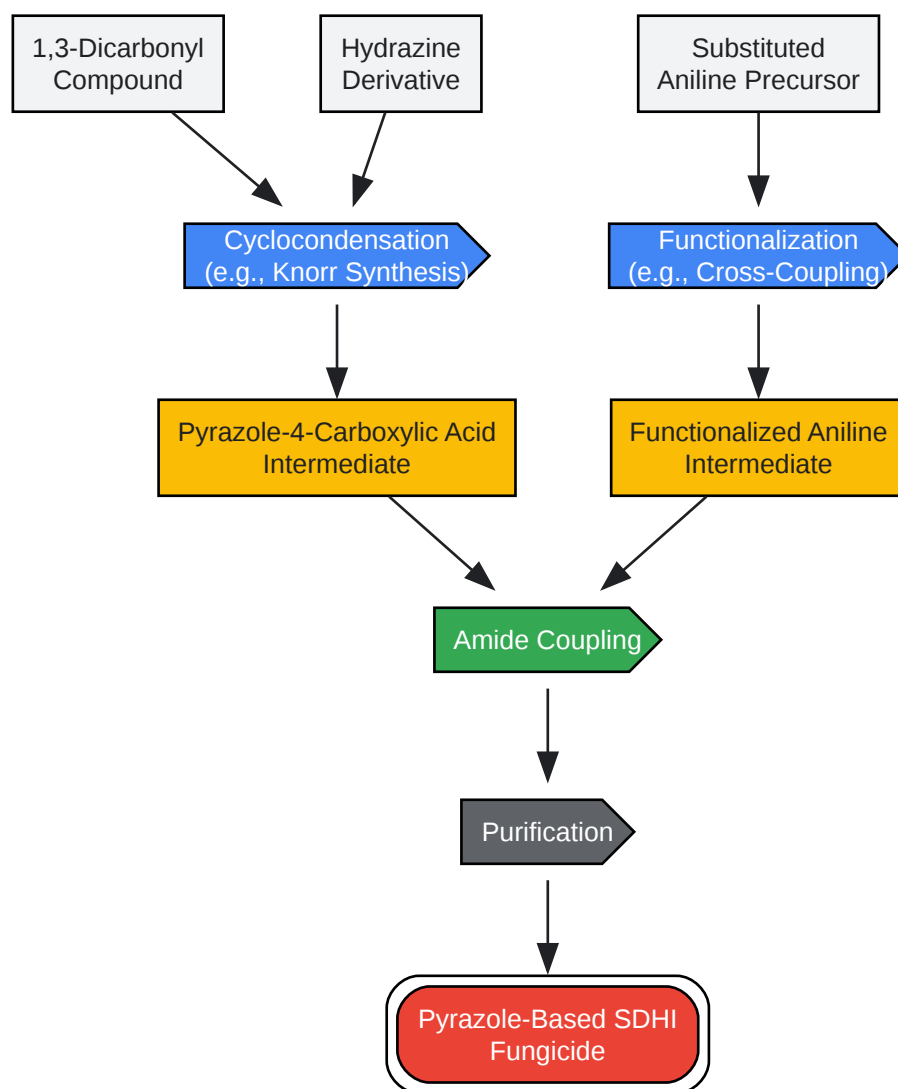 1,3-Dicarbonyl
Compound
Hydrazine
Derivative
Substituted
Aniline Precursor
Cyclocondensation
(e.g., Knorr Synthesis)
Functionalization
(e.g., Cross-Coupling)
Pyrazole-4-Carboxylic Acid
Intermediate
Functionalized Aniline
Intermediate
Amide Coupling
Purification
Pyrazole-Based SDHI
Fungicide